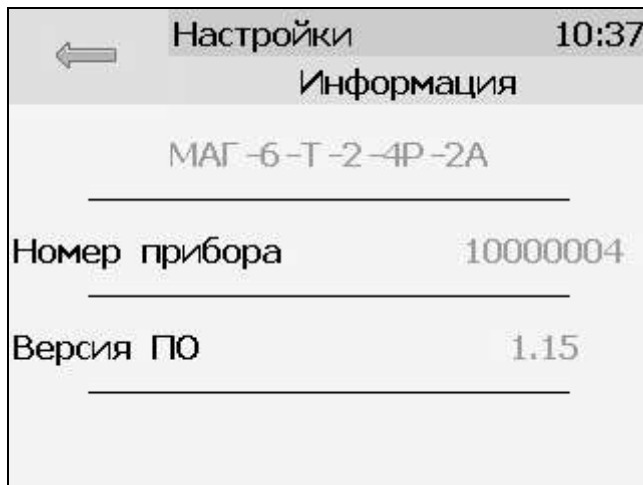 Настройки 10:37
Информация
МАГ-6-Т-2-4Р-2А
Номер прибора 10000004
Версия ПО 1.15